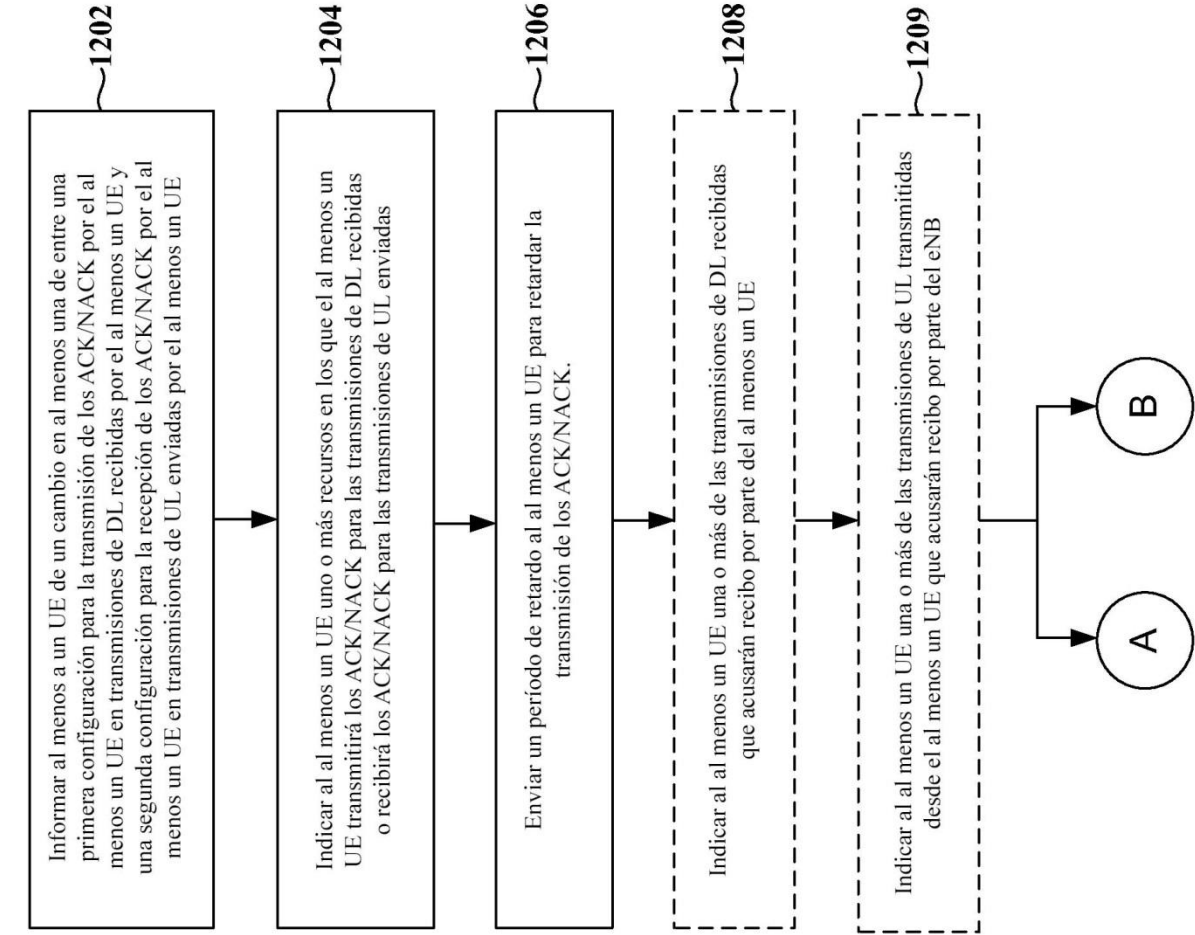 Informar al menos a un UE de un cambio en al menos una de entre una
primera configuración para la transmisión de los ACK/NACK por el al
menos un UE en transmisiones de DL recibidas por el al menos un UE y
una segunda configuración para la recepción de los ACK/NACK por el al
menos un UE en transmisiones de UL enviadas por el al menos un UE
1202
Indicar al al menos un UE uno o más recursos en los que el al menos un
UE transmitirá los ACK/NACK para las transmisiones de DL recibidas
o recibirá los ACK/NACK para las transmisiones de UL enviadas
1204
Enviar un período de retardo al al menos un UE para retardar la
transmisión de los ACK/NACK.
1206
Indicar al al menos un UE una o más de las transmisiones de DL recibidas
que acusarán recibo por parte del al menos un UE
1208
Indicar al al menos un UE una o más de las transmisiones de UL transmitidas
desde el al menos un UE que acusarán recibo por parte del eNB
1209
A
B